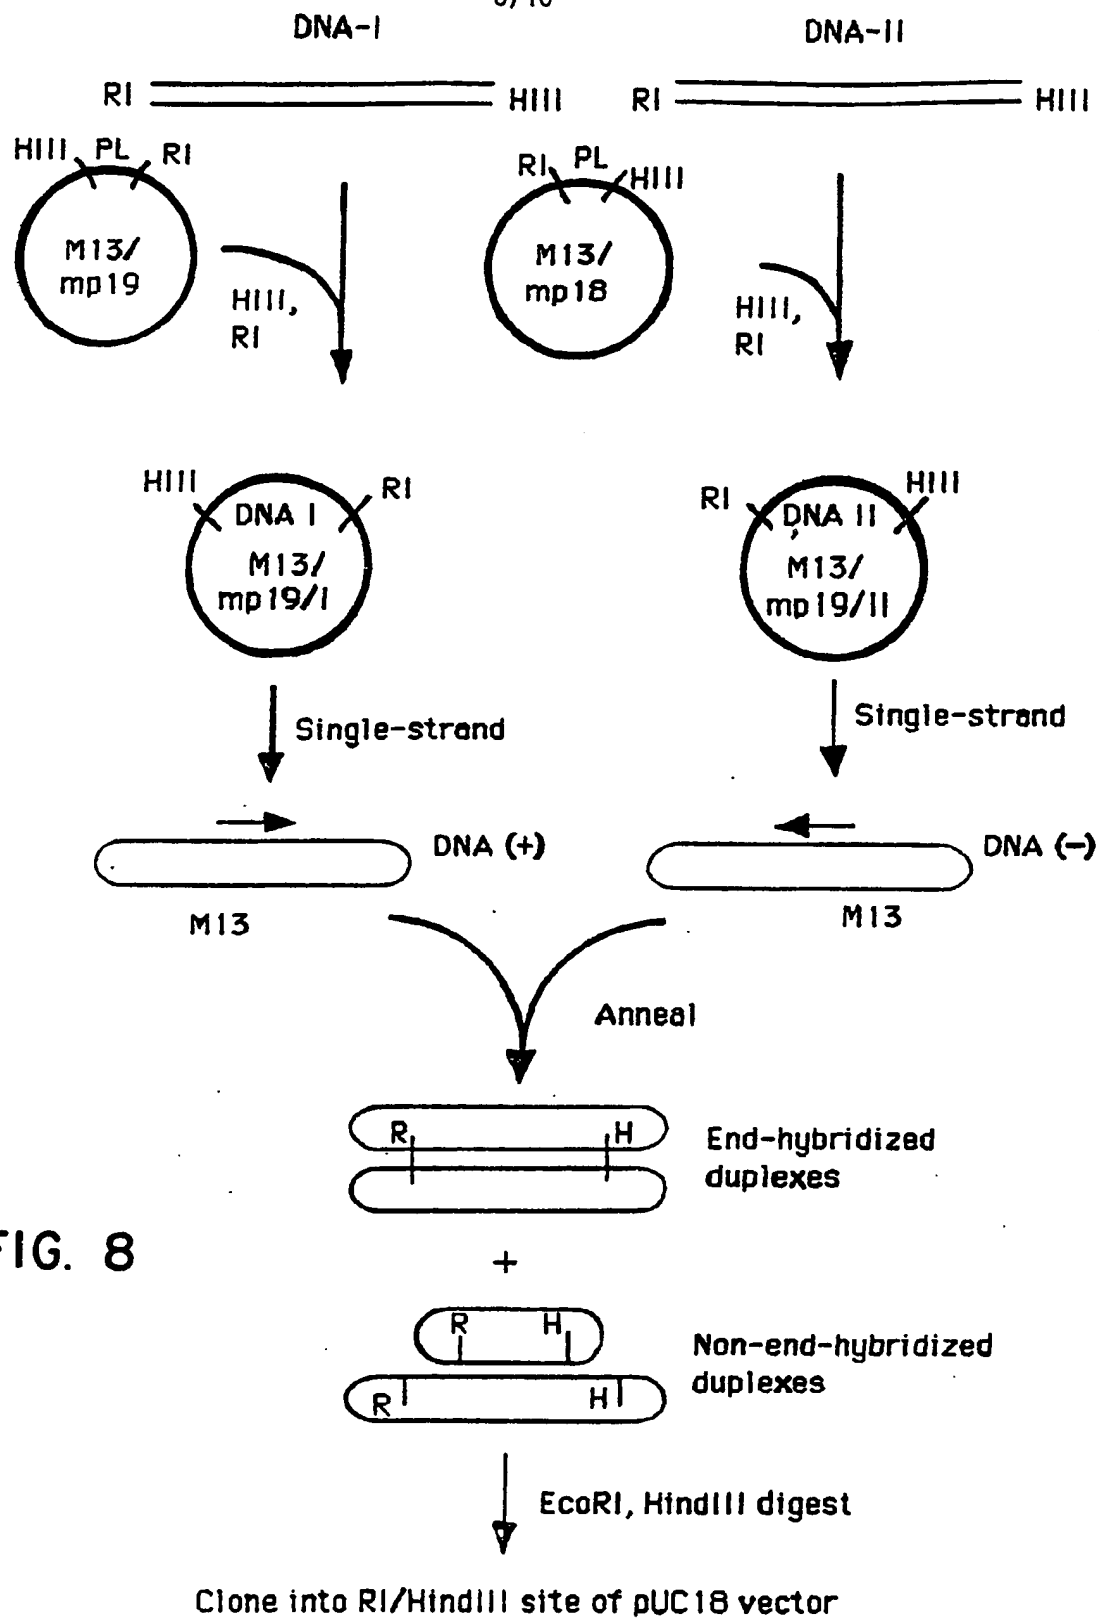 DNA-I
DNA-II
RI
HIII
RI
HIII
HIII
PL
RI
M13/
mp19
HIII,
RI
RI
PL
HIII
M13/
mp18
HIII,
RI
HIII
RI
DNA I
M13/
mp19/I
RI
HIII
DNA II
M13/
mp19/II
Single-strand
Single-strand
DNA (+)
M13
DNA (-)
M13
Anneal
R
H
End-hybridized
duplexes
FIG. 8
+
R
H
Non-end-hybridized
duplexes
R
H
EcoRI, HindIII digest
Clone into RI/HindIII site of pUC18 vector